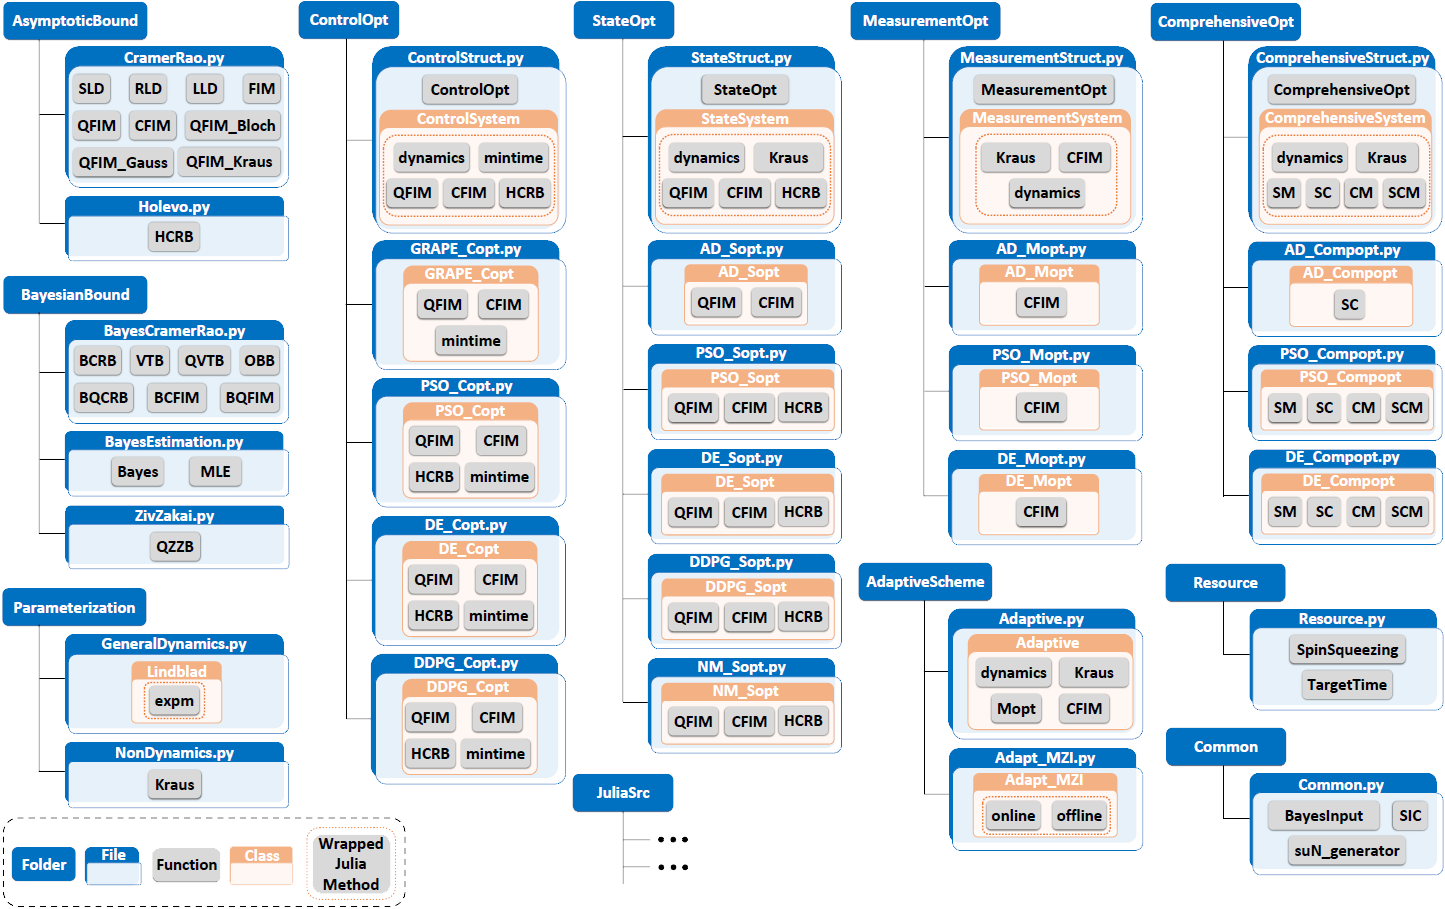 AsymptoticBound
CramerRao.py
SLD RLD LLD FIM
QFIM CFIM QFIM_Bloch
QFIM_Gauss QFIM_Kraus
Holevo.py
HCRB
BayesianBound
BayesCramerRao.py
BCRB VTB QVTB OBB
BQCRB BCFIM BQFIM
BayesEstimation.py
Bayes MLE
ZivZakai.py
QZZB
Parameterization
GeneralDynamics.py
Lindblad
expm
NonDynamics.py
Kraus
Folder File Function Class Wrapped
Julia
Method
ControlOpt
ControlStruct.py
ControlOpt
ControlSystem
dynamics mintime
QFIM CFIM HCRB
GRAPE_Copt.py
GRAPE_Copt
QFIM CFIM
mintime
PSO_Copt.py
PSO_Copt
QFIM CFIM
HCRB mintime
DE_Copt.py
DE_Copt
QFIM CFIM
HCRB mintime
DDPG_Copt.py
DDPG_Copt
QFIM CFIM
HCRB mintime
StateOpt
StateStruct.py
StateOpt
StateSystem
dynamics Kraus
QFIM CFIM HCRB
AD_Sopt.py
AD_Sopt
QFIM CFIM
PSO_Sopt.py
PSO_Sopt
QFIM CFIM HCRB
DE_Sopt.py
DE_Sopt
QFIM CFIM HCRB
DDPG_Sopt.py
DDPG_Sopt
QFIM CFIM HCRB
NM_Sopt.py
NM_Sopt
QFIM CFIM HCRB
JuliaSrc
•••
•••
MeasurementOpt
MeasurementStruct.py
MeasurementOpt
MeasurementSystem
Kraus CFIM
dynamics
AD_Mopt.py
AD_Mopt
CFIM
PSO_Mopt.py
PSO_Mopt
CFIM
DE_Mopt.py
DE_Mopt
CFIM
AdaptiveScheme
Adaptive.py
Adaptive
dynamics Kraus
Mopt CFIM
Adapt_MZI.py
Adapt_MZI
online offline
ComprehensiveOpt
ComprehensiveStruct.py
ComprehensiveOpt
ComprehensiveSystem
dynamics Kraus
SM SC CM SCM
AD_Compopt.py
AD_Compopt
SC
PSO_Compopt.py
PSO_Compopt
SM SC CM SCM
DE_Compopt.py
DE_Compopt
SM SC CM SCM
Resource
Resource.py
SpinSqueezing
TargetTime
Common
Common.py
BayesInput SIC
suN_generator